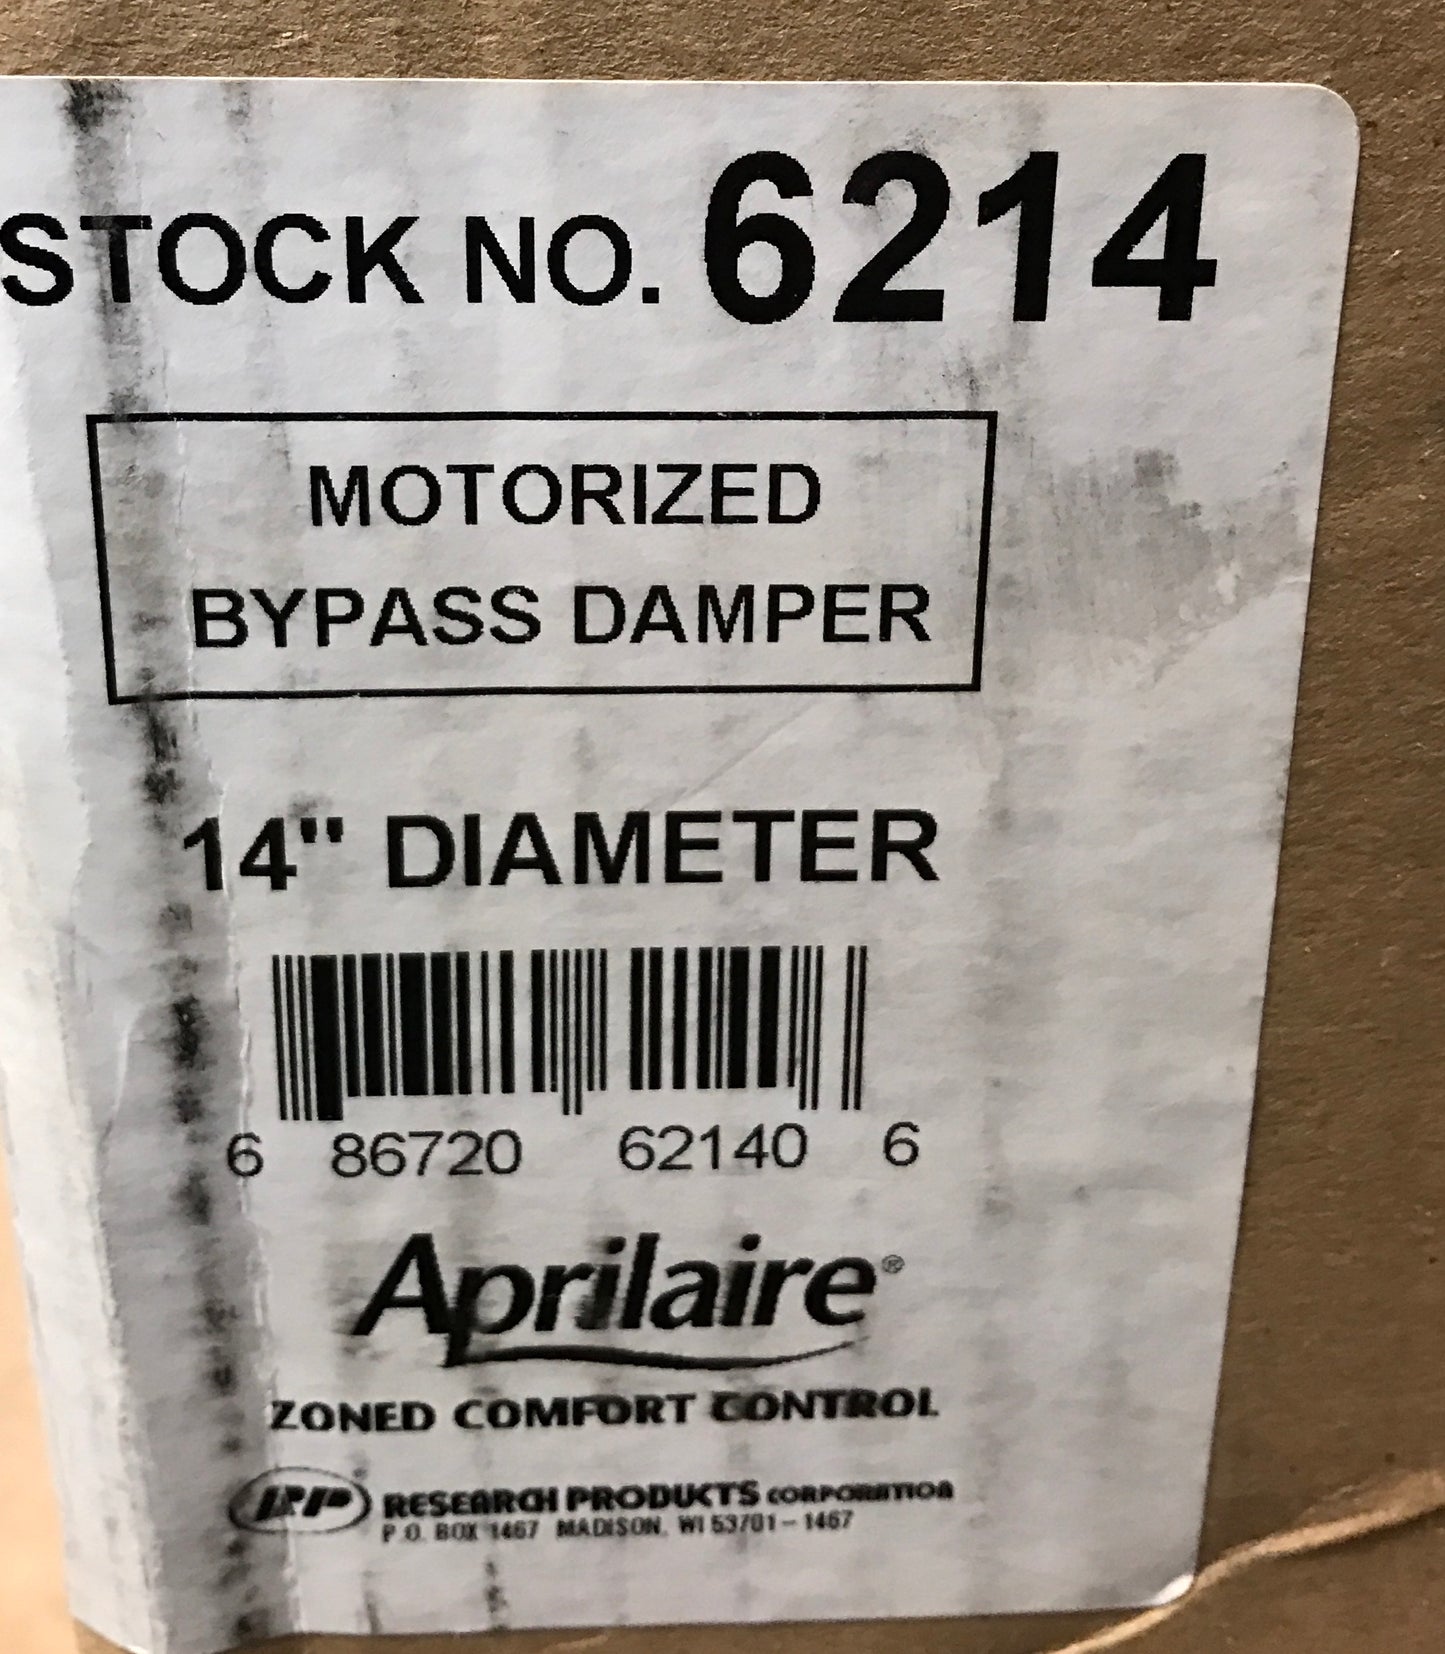 STOCK NO. 6214
MOTORIZED
BYPASS DAMPER
14" DIAMETER
6 86720 62140 6
Aprilaire®
ZONED COMFORT CONTROL
RP® RESEARCH PRODUCTS CORPORATION
P.O. BOX 1467 MADISON, WI 53701-1467